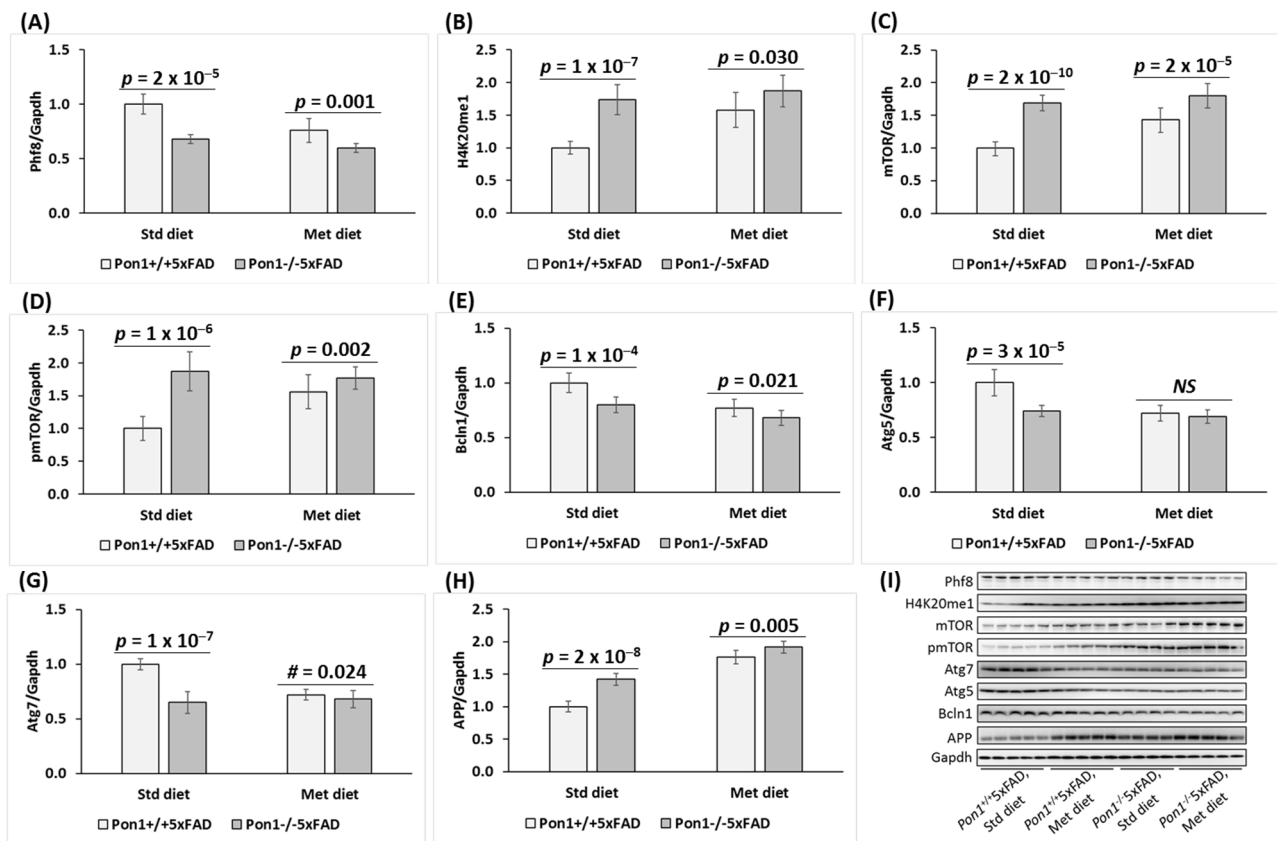 (A)
1.5
p = 2 x 10⁻⁵
1.0
p = 0.001
0.5
0.0
Phf8/Gapdh
Std diet
Met diet
Pon1+/+5xFAD
Pon1-/-5xFAD
(B)
2.5
p = 1 x 10⁻⁷
p = 0.030
2.0
1.5
1.0
0.5
0.0
H4K20me1
Std diet
Met diet
Pon1+/+5xFAD
Pon1-/-5xFAD
(C)
2.5
p = 2 x 10⁻¹⁰
p = 2 x 10⁻⁵
2.0
1.5
1.0
0.5
0.0
mTOR/Gapdh
Std diet
Met diet
Pon1+/+5xFAD
Pon1-/-5xFAD
(D)
2.5
p = 1 x 10⁻⁶
p = 0.002
2.0
1.5
1.0
0.5
0.0
pmTOR/Gapdh
Std diet
Met diet
Pon1+/+5xFAD
Pon1-/-5xFAD
(E)
1.5
p = 1 x 10⁻⁴
p = 0.021
1.0
0.5
0.0
Bcln1/Gapdh
Std diet
Met diet
Pon1+/+5xFAD
Pon1-/-5xFAD
(F)
1.5
p = 3 x 10⁻⁵
NS
1.0
0.5
0.0
Atg5/Gapdh
Std diet
Met diet
Pon1+/+5xFAD
Pon1-/-5xFAD
(G)
1.5
p = 1 x 10⁻⁷
# = 0.024
1.0
0.5
0.0
Atg7/Gapdh
Std diet
Met diet
Pon1+/+5xFAD
Pon1-/-5xFAD
(H)
2.5
p = 2 x 10⁻⁸
p = 0.005
2.0
1.5
1.0
0.5
0.0
APP/Gapdh
Std diet
Met diet
Pon1+/+5xFAD
Pon1-/-5xFAD
(I)
Phf8
H4K20me1
mTOR
pmTOR
Atg7
Atg5
Bcln1
APP
Gapdh
Pon1⁺/⁺5xFAD,
Std diet
Pon1⁺/⁺5xFAD,
Met diet
Pon1⁻/⁻5xFAD,
Std diet
Pon1⁻/⁻5xFAD,
Met diet